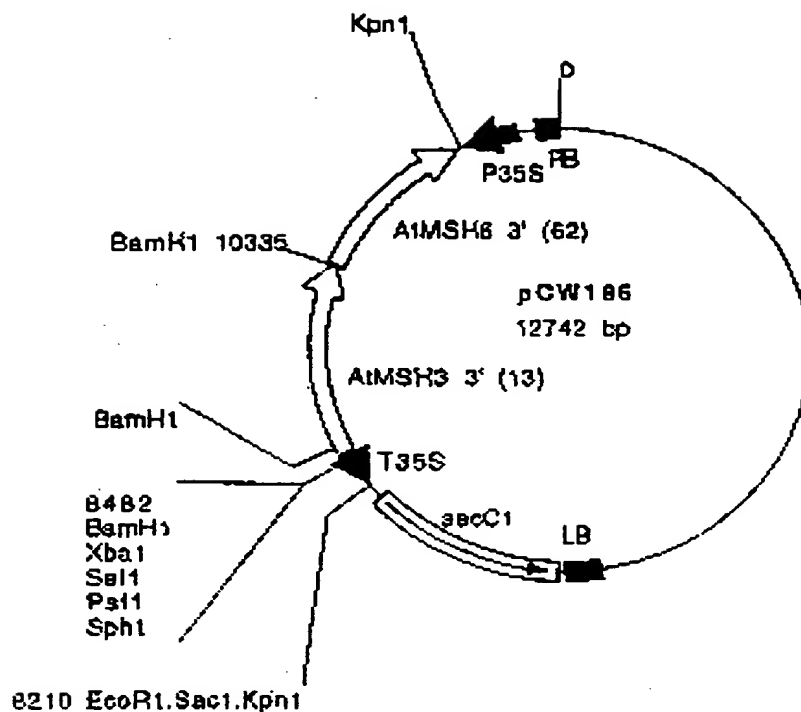 Kpn1
D
P35S
RB
AtMSH6 3' (62)
BamH1 10335
pCW186
12742 bp
AtMSH3 3' (13)
BamH1
T35S
8482
BamH1
Xba1
Sal1
Pst1
Sph1
aacC1
LB
8210 EcoR1.Sac1.Kpn1